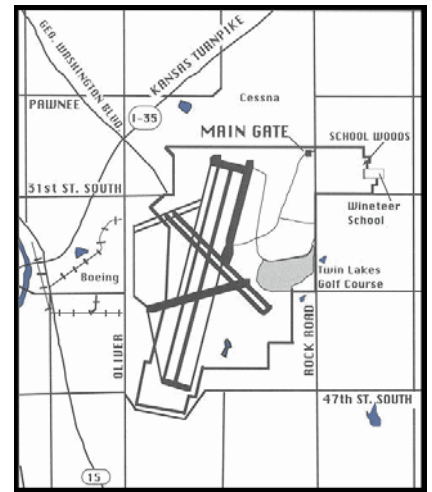 GEO. WASHINGTON BLVD
KANSAS TURNPIKE
Cessna
PAWNEE
I-35
MAIN GATE
SCHOOL WOODS
31st ST. SOUTH
Wineteer
School
Boeing
Twin Lakes
Golf Course
OLIVER
ROCK ROAD
47th ST. SOUTH
15